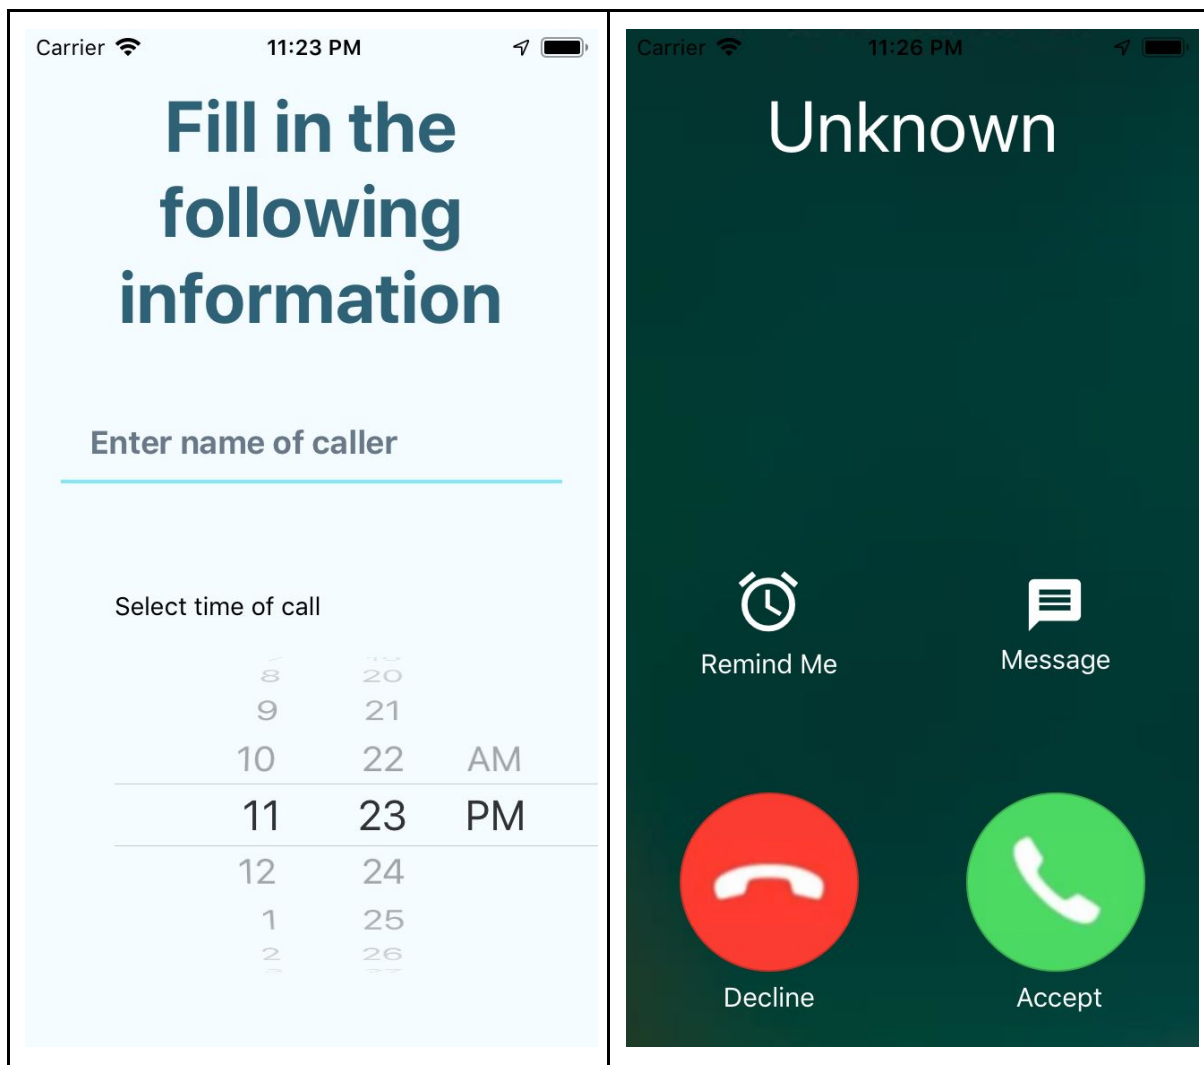 Carrier 11:23 PM
Fill in the
following
information
Enter name of caller
Select time of call
8 20
9 21
10 22 AM
11 23 PM
12 24
1 25
2 26
Carrier 11:26 PM
Unknown
Remind Me Message
Decline Accept